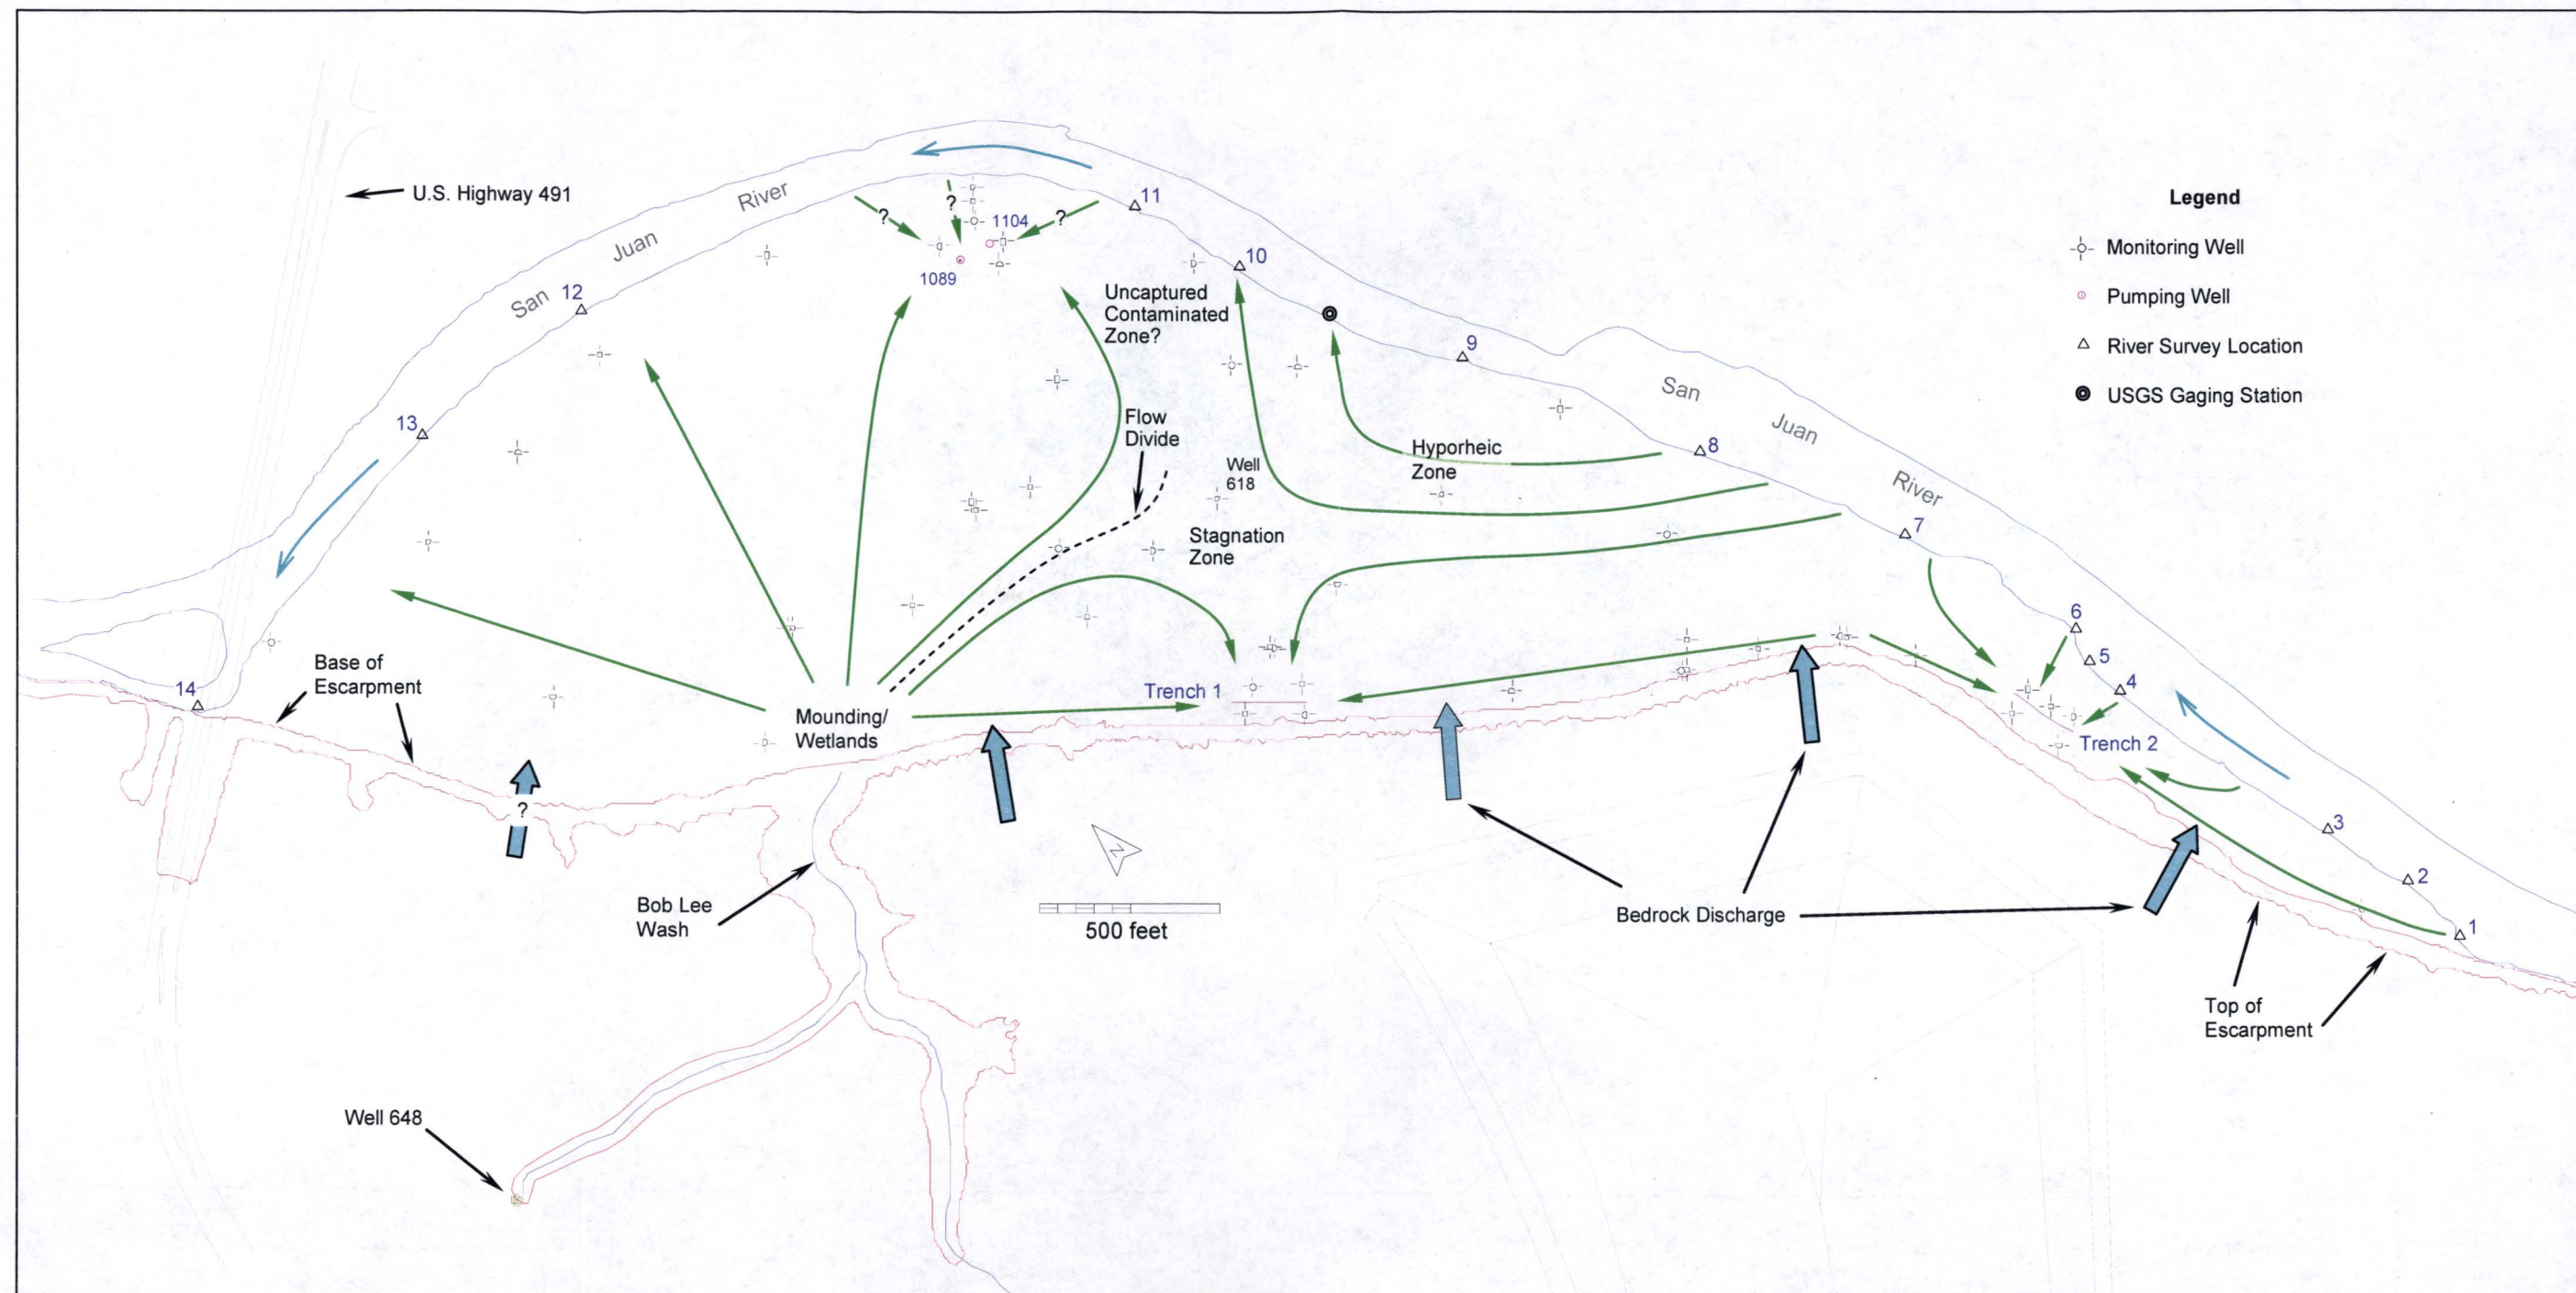 U.S. Highway 491
San Juan River
11
?
?
?
1104
10
1089
12
Uncaptured
Contaminated
Zone?
9
San Juan River
13
Flow
Divide
Hyporheic
Zone
8
Well
618
7
Stagnation
Zone
6
5
4
Base of
Escarpment
14
Trench 1
Mounding/
Wetlands
Trench 2
?
3
2
1
N
Bob Lee
Wash
500 feet
Bedrock Discharge
Top of
Escarpment
Well 648
Legend
Monitoring Well
Pumping Well
River Survey Location
USGS Gaging Station